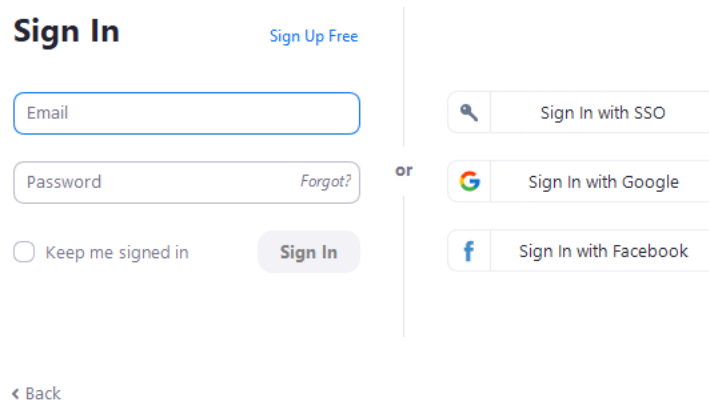 Sign In
Sign Up Free
Email
Password
Forgot?
Keep me signed in
Sign In
or
Sign In with SSO
Sign In with Google
Sign In with Facebook
Back